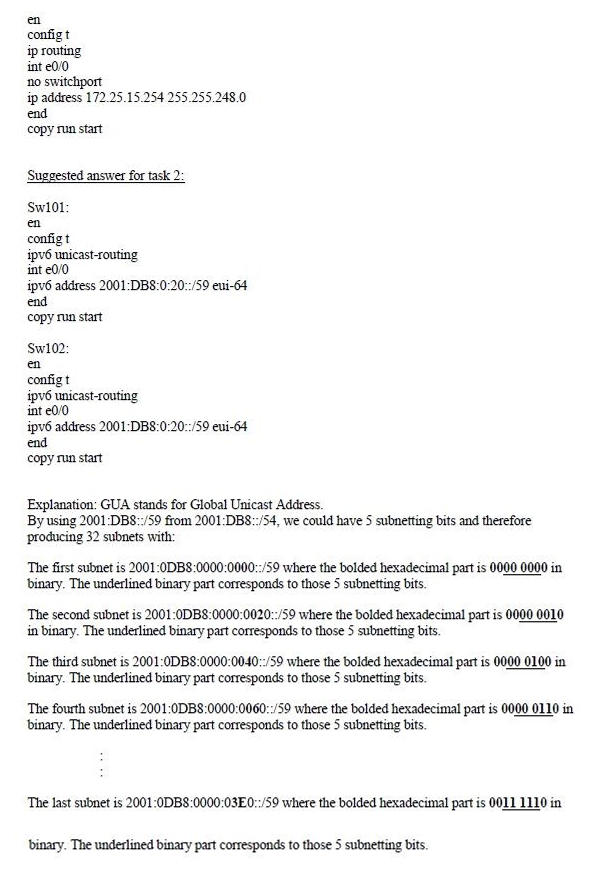 en
config t
ip routing
int e0/0
no switchport
ip address 172.25.15.254 255.255.248.0
end
copy run start
Suggested answer for task 2:
Sw101:
en
config t
ipv6 unicast-routing
int e0/0
ipv6 address 2001:DB8:0:20::/59 eui-64
end
copy run start
Sw102:
en
config t
ipv6 unicast-routing
int e0/0
ipv6 address 2001:DB8:0:20::/59 eui-64
end
copy run start
Explanation: GUA stands for Global Unicast Address.
By using 2001:DB8::/59 from 2001:DB8::/54, we could have 5 subnetting bits and therefore
producing 32 subnets with:
The first subnet is 2001:0DB8:0000:0000::/59 where the bolded hexadecimal part is 0000 0000 in
binary. The underlined binary part corresponds to those 5 subnetting bits.
The second subnet is 2001:0DB8:0000:0020::/59 where the bolded hexadecimal part is 0000 0010
in binary. The underlined binary part corresponds to those 5 subnetting bits.
The third subnet is 2001:0DB8:0000:0040::/59 where the bolded hexadecimal part is 0000 0100 in
binary. The underlined binary part corresponds to those 5 subnetting bits.
The fourth subnet is 2001:0DB8:0000:0060::/59 where the bolded hexadecimal part is 0000 0110 in
binary. The underlined binary part corresponds to those 5 subnetting bits.
:
:
The last subnet is 2001:0DB8:0000:03E0::/59 where the bolded hexadecimal part is 0011 1110 in
binary. The underlined binary part corresponds to those 5 subnetting bits.